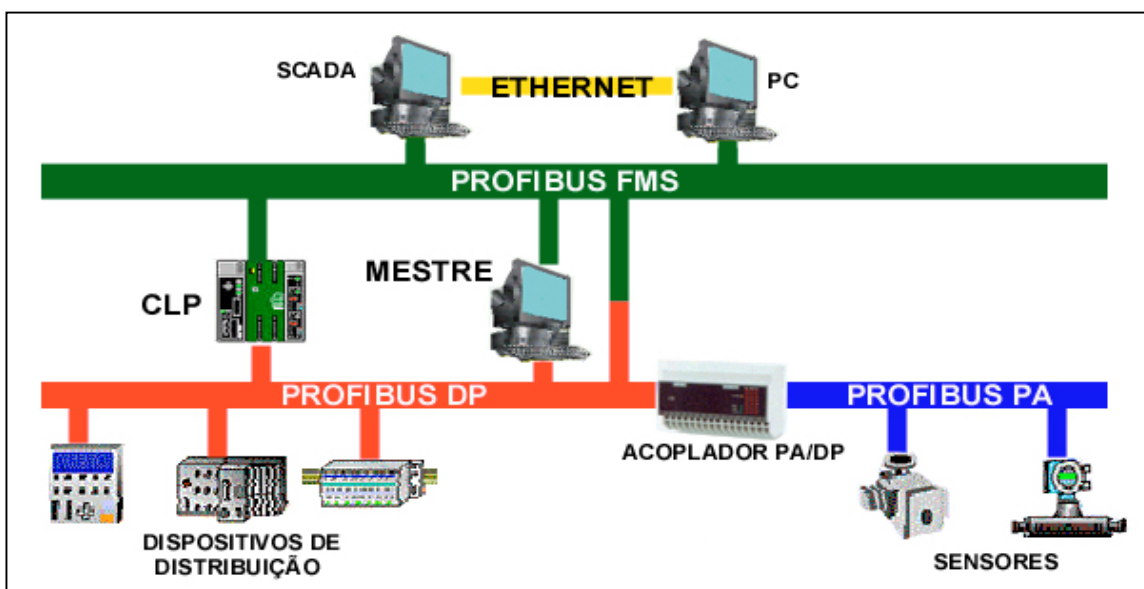 SCADA
ETHERNET
PC
PROFIBUS FMS
MESTRE
CLP
PROFIBUS DP
PROFIBUS PA
ACOPLADOR PA/DP
DISPOSITIVOS DE
DISTRIBUIÇÃO
SENSORES